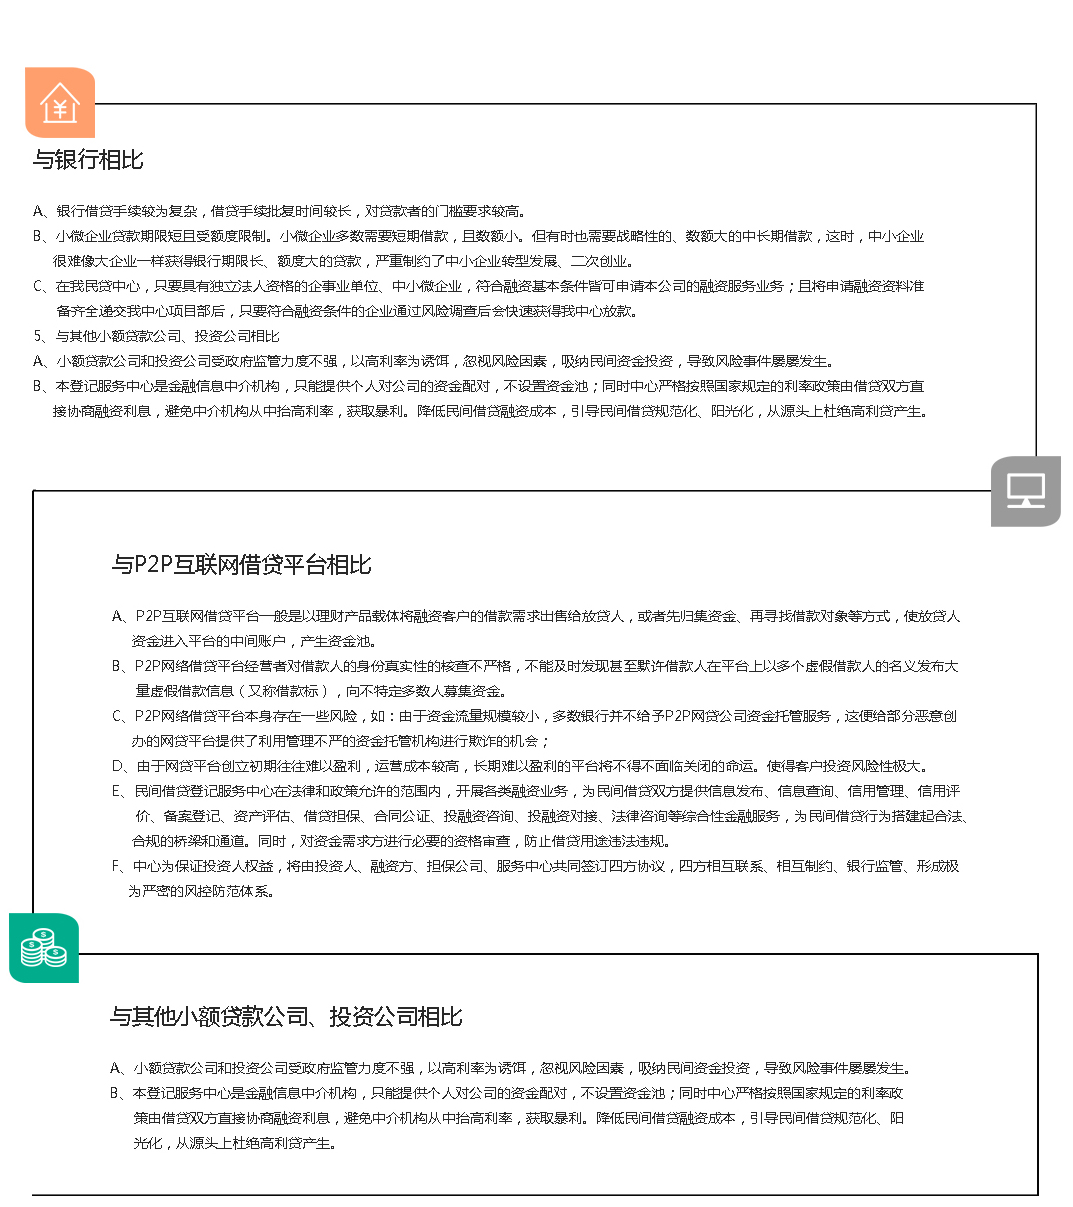 与银行相比
A、银行借贷手续较为复杂，借贷手续批复时间较长，对贷款者的门槛要求较高。
B、小微企业贷款期限短且受额度限制。小微企业多数需要短期借款，且数额小。但有时也需要战略性的、数额大的中长期借款，这时，中小企业
很难像大企业一样获得银行期限长、额度大的贷款，严重制约了中小企业转型发展、二次创业。
C、在我民贷中心，只要具有独立法人资格的企事业单位、中小微企业，符合融资基本条件皆可申请本公司的融资服务业务；且将申请融资资料准
备齐全递交我中心项目部后，只要符合融资条件的企业通过风险调查后会快速获得我中心放款。
5、与其他小额贷款公司、投资公司相比
A、小额贷款公司和投资公司受政府监管力度不强，以高利率为诱饵，忽视风险因素，吸纳民间资金投资，导致风险事件屡屡发生。
B、本登记服务中心是金融信息中介机构，只能提供个人对公司的资金配对，不设置资金池；同时中心严格按照国家规定的利率政策由借贷双方直
接协商融资利息，避免中介机构从中抬高利率，获取暴利。降低民间借贷融资成本，引导民间借贷规范化、阳光化，从源头上杜绝高利贷产生。
与P2P互联网借贷平台相比
A、P2P互联网借贷平台一般是以理财产品载体将融资客户的借款需求出售给放贷人，或者先归集资金、再寻找借款对象等方式，使放贷人
资金进入平台的中间账户，产生资金池。
B、P2P网络借贷平台经营者对借款人的身份真实性的核查不严格，不能及时发现甚至默许借款人在平台上以多个虚假借款人的名义发布大
量虚假借款信息（又称借款标），向不特定多数人募集资金。
C、P2P网络借贷平台本身存在一些风险，如：由于资金流量规模较小，多数银行并不给予P2P网贷公司资金托管服务，这便给部分恶意创
办的网贷平台提供了利用管理不严的资金托管机构进行欺诈的机会；
D、由于网贷平台创立初期往往难以盈利，运营成本较高，长期难以盈利的平台将不得不面临关闭的命运。使得客户投资风险性极大。
E、民间借贷登记服务中心在法律和政策允许的范围内，开展各类融资业务，为民间借贷双方提供信息发布、信息查询、信用管理、信用评
价、备案登记、资产评估、借贷担保、合同公证、投融资咨询、投融资对接、法律咨询等综合性金融服务，为民间借贷行为搭建起合法、
合规的桥梁和通道。同时，对资金需求方进行必要的资格审查，防止借贷用途违法违规。
F、中心为保证投资人权益，将由投资人、融资方、担保公司、服务中心共同签订四方协议，四方相互联系、相互制约、银行监管、形成极
为严密的风控防范体系。
与其他小额贷款公司、投资公司相比
A、小额贷款公司和投资公司受政府监管力度不强，以高利率为诱饵，忽视风险因素，吸纳民间资金投资，导致风险事件屡屡发生。
B、本登记服务中心是金融信息中介机构，只能提供个人对公司的资金配对，不设置资金池；同时中心严格按照国家规定的利率政
策由借贷双方直接协商融资利息，避免中介机构从中抬高利率，获取暴利。降低民间借贷融资成本，引导民间借贷规范化、阳
光化，从源头上杜绝高利贷产生。